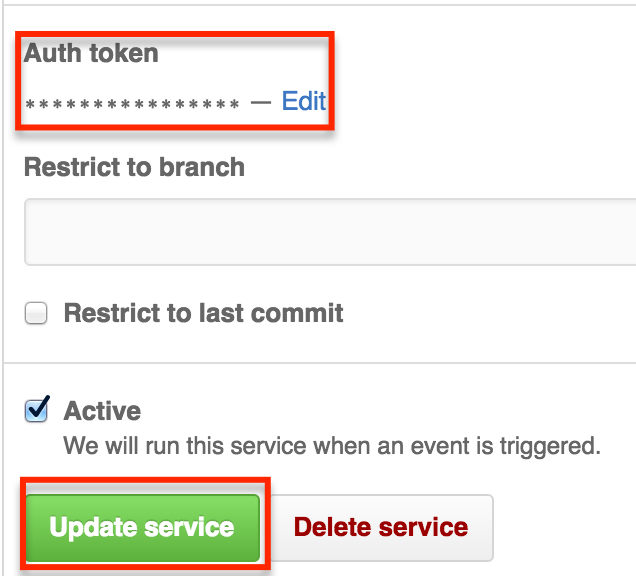 Auth token
**************** — Edit
Restrict to branch
Restrict to last commit
Active
We will run this service when an event is triggered.
Update service Delete service